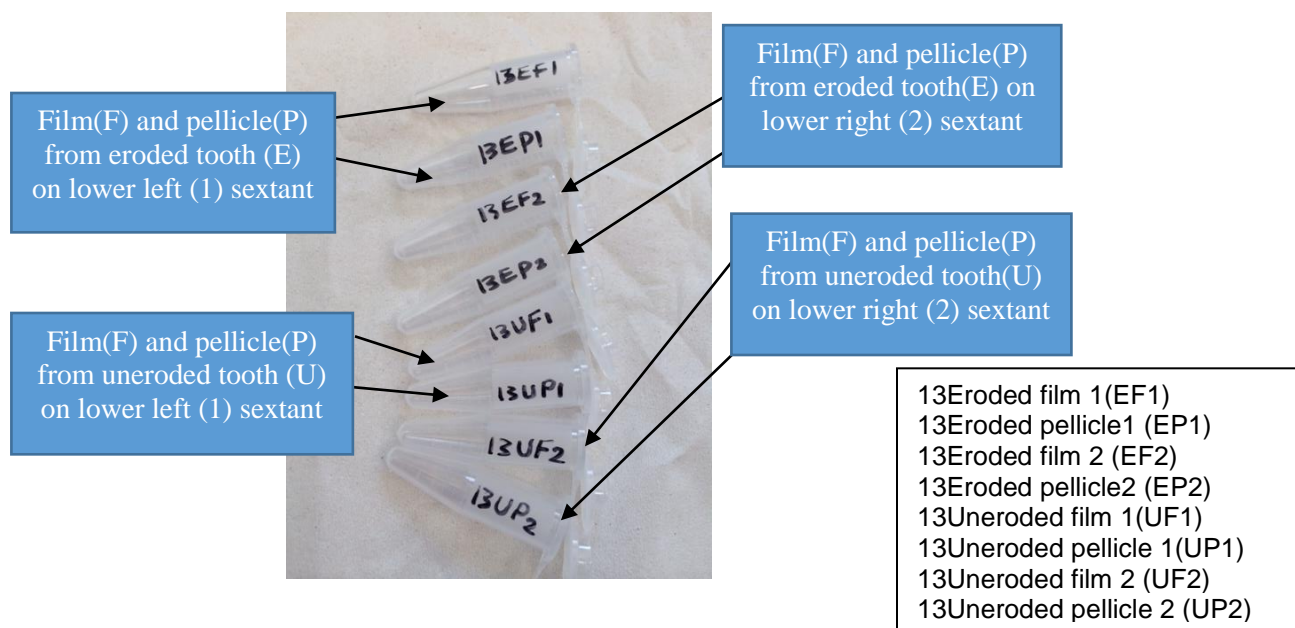 Film(F) and pellicle(P)
from eroded tooth (E)
on lower left (1) sextant
Film(F) and pellicle(P)
from uneroded tooth (U)
on lower left (1) sextant
13EF1
13EP1
13EF2
13EP2
13UF1
13UP1
13UF2
13UP2
Film(F) and pellicle(P)
from eroded tooth(E) on
lower right (2) sextant
Film(F) and pellicle(P)
from uneroded tooth(U)
on lower right (2) sextant
13Eroded film 1(EF1)
13Eroded pellicle1 (EP1)
13Eroded film 2 (EF2)
13Eroded pellicle2 (EP2)
13Uneroded film 1(UF1)
13Uneroded pellicle 1(UP1)
13Uneroded film 2 (UF2)
13Uneroded pellicle 2 (UP2)